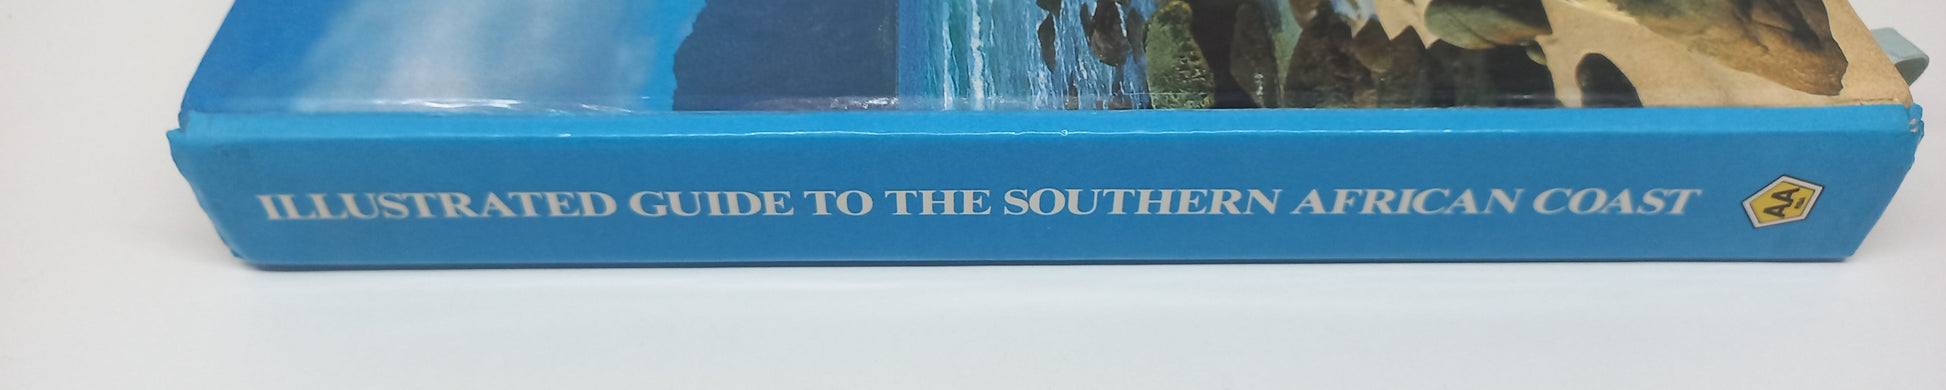 ILLUSTRATED GUIDE TO THE SOUTHERN AFRICAN COAST
AA